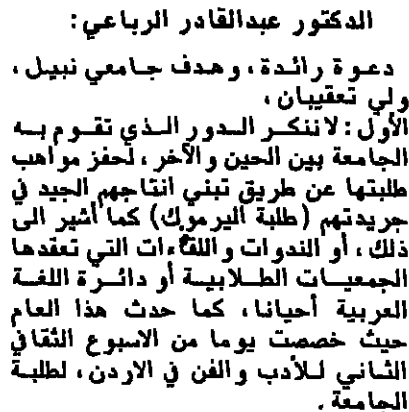 الدكتور عبدالقادر الرباعي :
دعوة رائدة ، وهدف جامعي نبيل ،
ولي تعقيبان ،
الأول : لا ننكر الدور الذي تقوم به
الجامعة بين الحين والآخر ، لحفز مواهب
طلبتها عن طريق تبني انتاجهم الجيد في
جريدتهم (طلبة اليرموك) كما أشير الى
ذلك ، أو الندوات واللقاءات التي تعقدها
الجمعيات الطلابية أو دائرة اللغة
العربية أحيانا ، كما حدث هذا العام
حيث خصصت يوما من الاسبوع الثقافي
الثاني للأدب والفن في الاردن ، لطلبة
الجامعة .